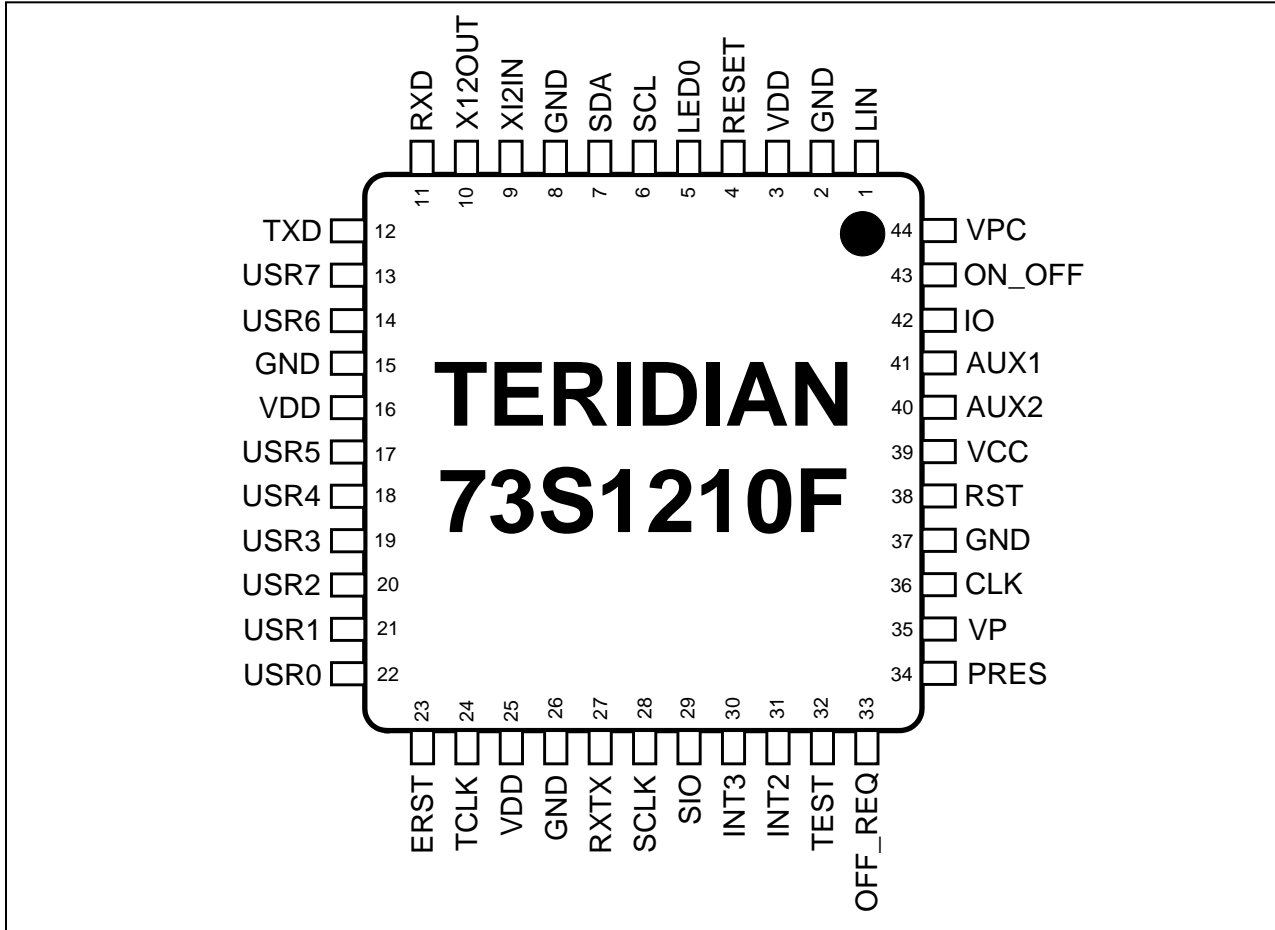 RXD
X12OUT
XI2IN
GND
SDA
SCL
LED0
RESET
VDD
GND
LIN
11
10
9
8
7
6
5
4
3
2
1
TXD 12
USR7 13
USR6 14
GND 15
VDD 16
USR5 17
USR4 18
USR3 19
USR2 20
USR1 21
USR0 22
TERIDIAN
73S1210F
44 VPC
43 ON_OFF
42 IO
41 AUX1
40 AUX2
39 VCC
38 RST
37 GND
36 CLK
35 VP
34 PRES
23
24
25
26
27
28
29
30
31
32
33
ERST
TCLK
VDD
GND
RXTX
SCLK
SIO
INT3
INT2
TEST
OFF_REQ